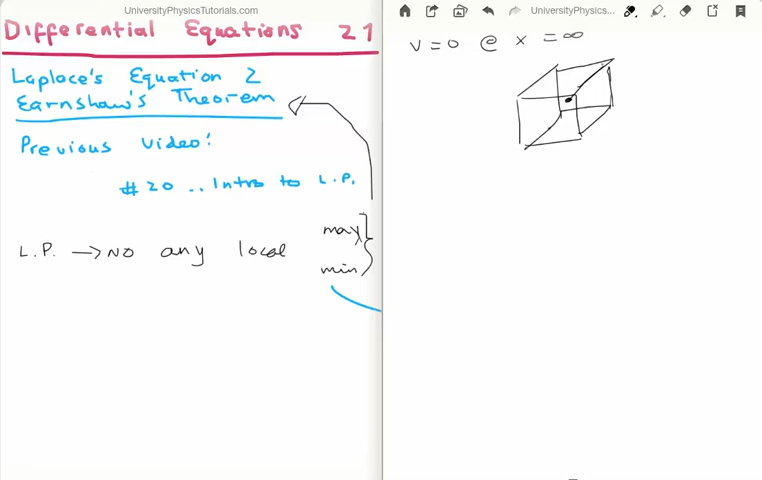 UniversityPhysicsTutorials.com
Differential Equations 21
Laplace's Equation 2
Earnshaw's Theorem
Previous video!
#20 .. Intro to L.P.
max
L.P. → No any local
min
UniversityPhysicsT...
v = 0 @ x = ∞